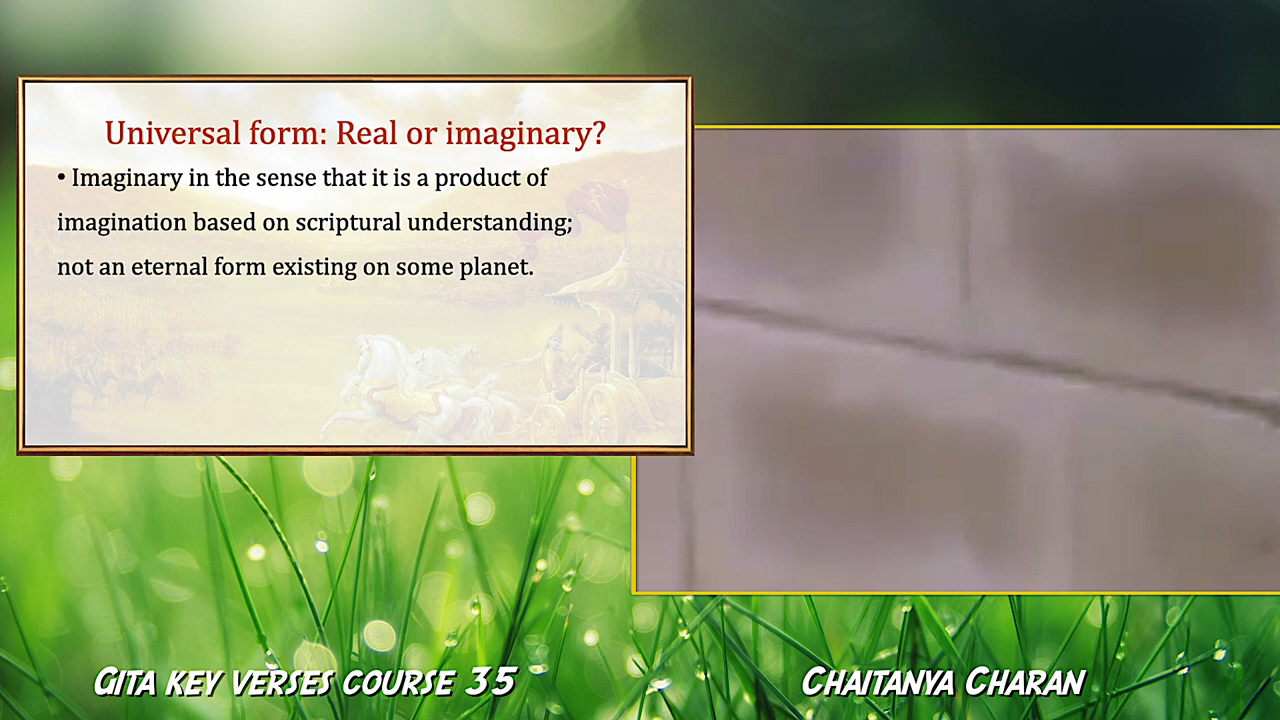 Universal form: Real or imaginary?
• Imaginary in the sense that it is a product of
imagination based on scriptural understanding;
not an eternal form existing on some planet.
Gita key verses course 35
Chaitanya Charan